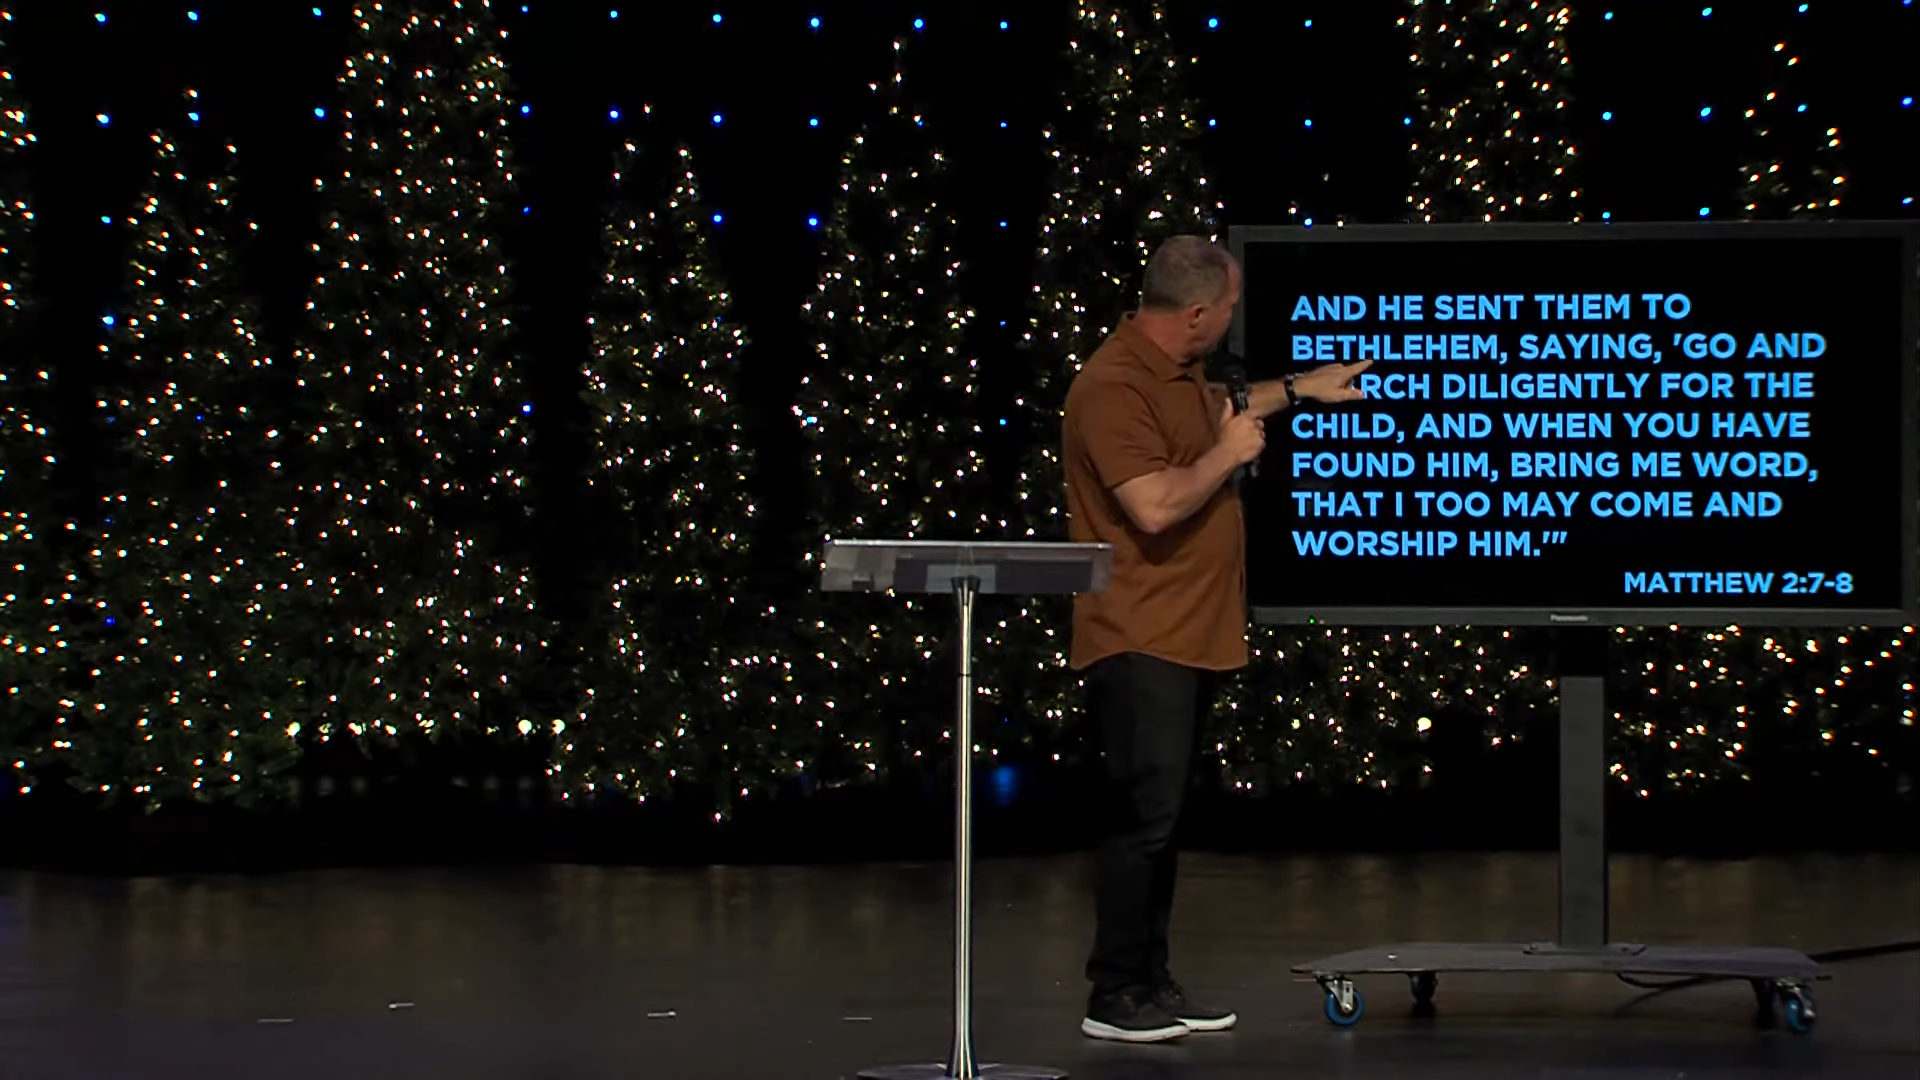 AND HE SENT THEM TO
BETHLEHEM, SAYING, 'GO AND
DILIGENTLY FOR THE
CHILD, AND WHEN YOU HAVE
FOUND HIM, BRING ME WORD,
THAT I TOO MAY COME AND
WORSHIP HIM.'"
MATTHEW 2:7-8
Panasonic